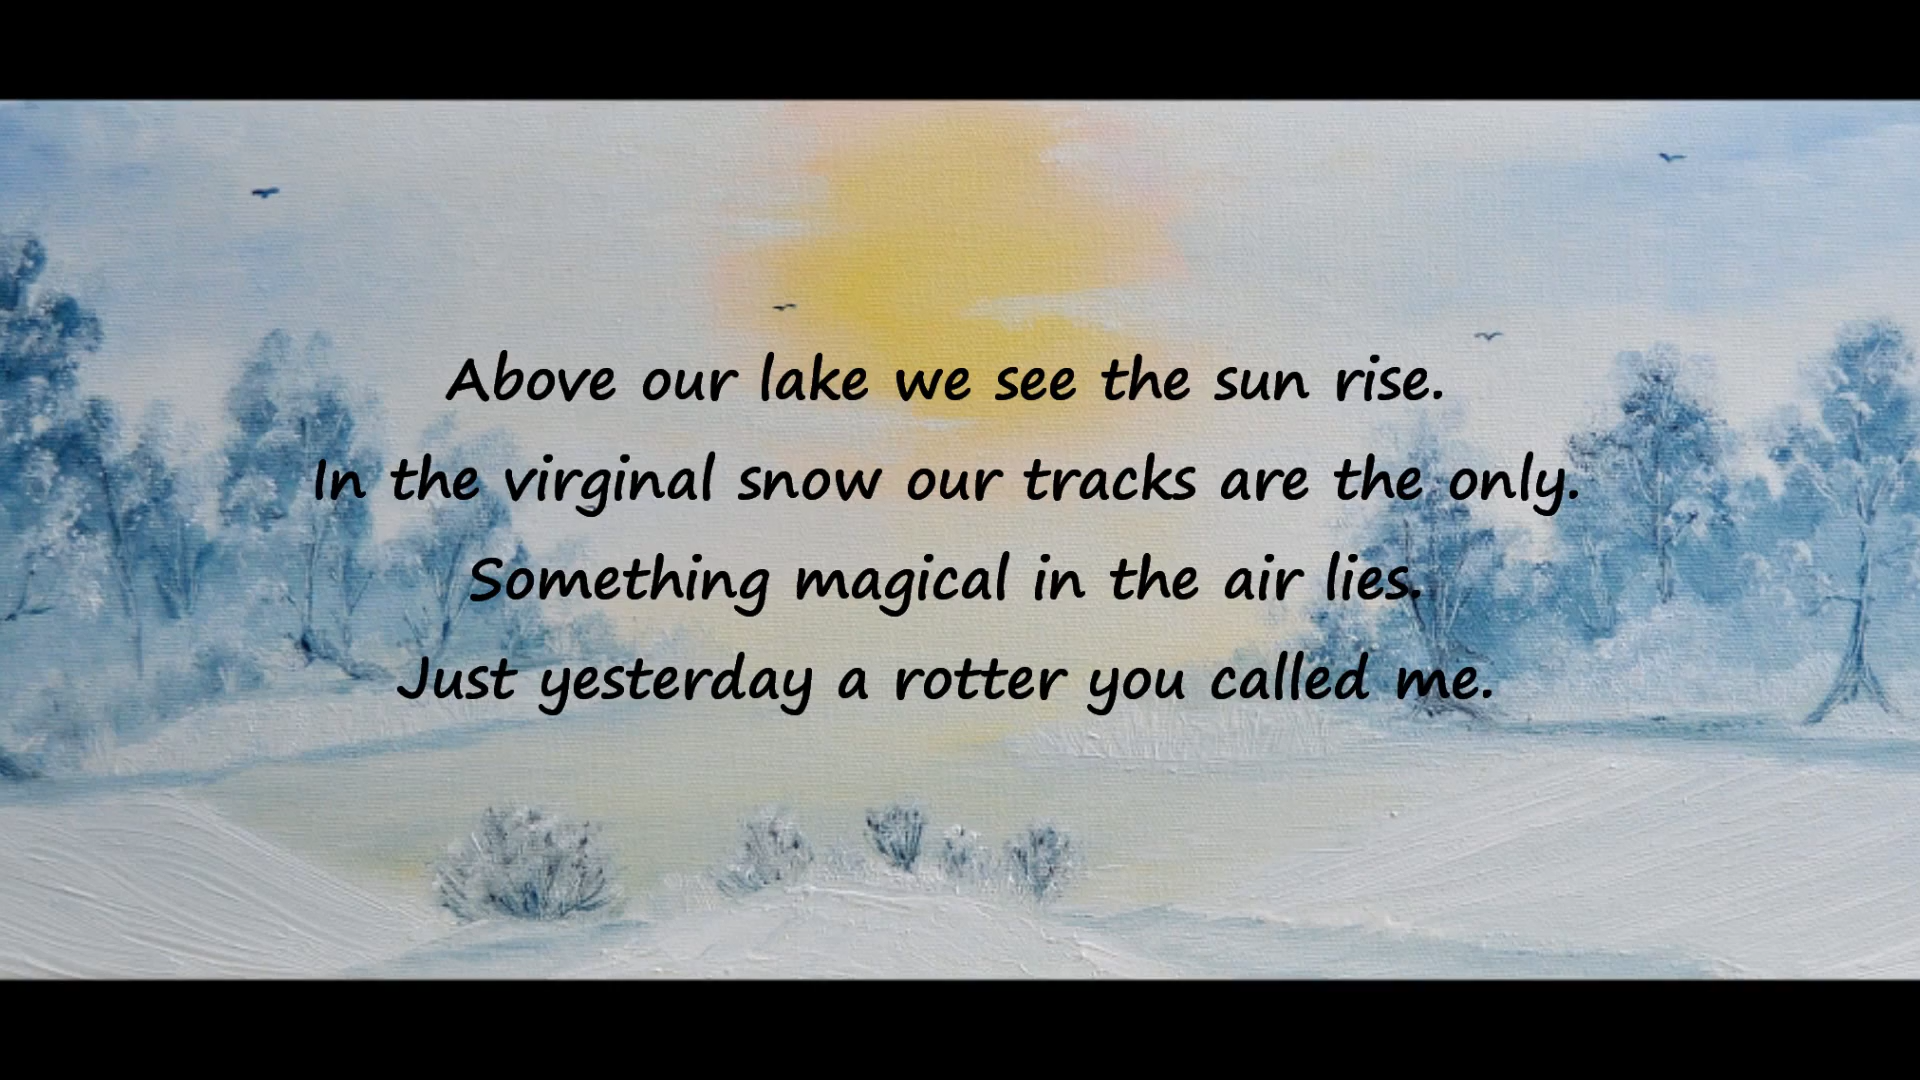 Above our lake we see the sun rise.
In the virginal snow our tracks are the only.
Something magical in the air lies.
Just yesterday a rotter you called me.